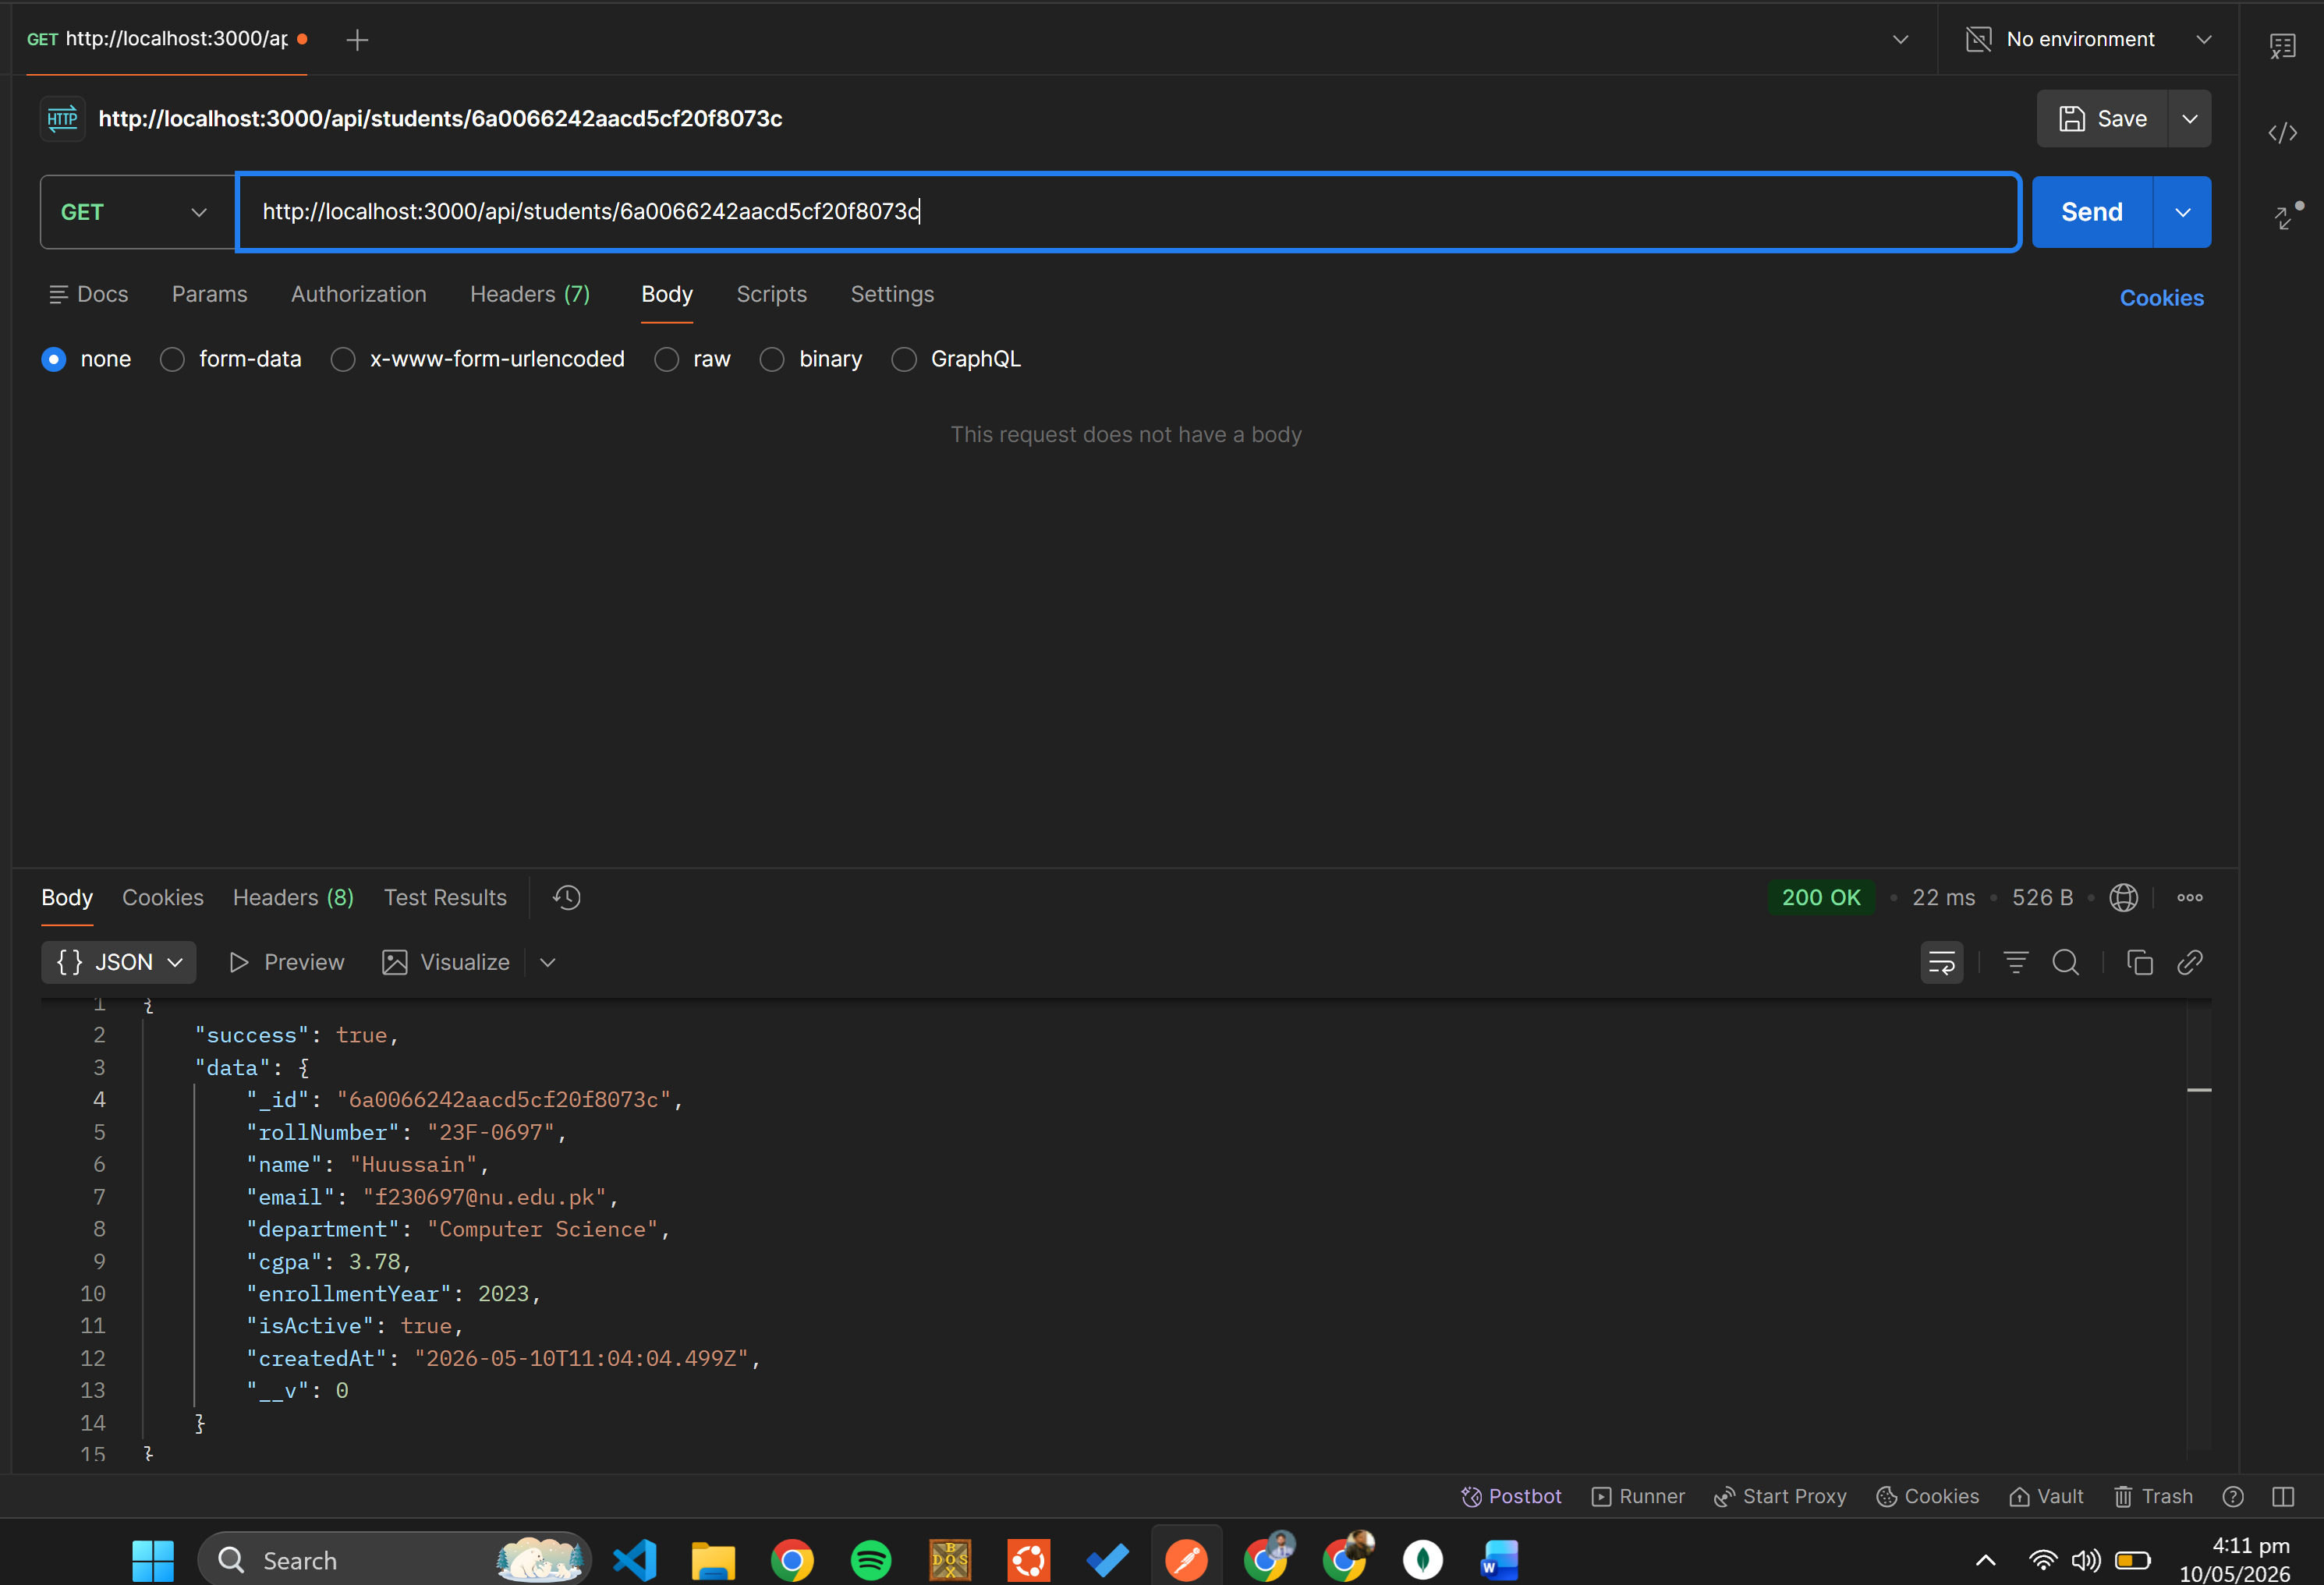 GET http://localhost:3000/ap
No environment
HTTP http://localhost:3000/api/students/6a0066242aacd5cf20f8073c
Save
GET http://localhost:3000/api/students/6a0066242aacd5cf20f8073c Send
Docs Params Authorization Headers (7) Body Scripts Settings Cookies
none form-data x-www-form-urlencoded raw binary GraphQL
This request does not have a body
Body Cookies Headers (8) Test Results 200 OK • 22 ms • 526 B •
{ } JSON Preview Visualize
1 {
2 "success": true,
3 "data": {
4 "_id": "6a0066242aacd5cf20f8073c",
5 "rollNumber": "23F-0697",
6 "name": "Huussain",
7 "email": "f230697@nu.edu.pk",
8 "department": "Computer Science",
9 "cgpa": 3.78,
10 "enrollmentYear": 2023,
11 "isActive": true,
12 "createdAt": "2026-05-10T11:04:04.499Z",
13 "__v": 0
14 }
15 }
Postbot Runner Start Proxy Cookies Vault Trash
Search
4:11 pm
10/05/2026